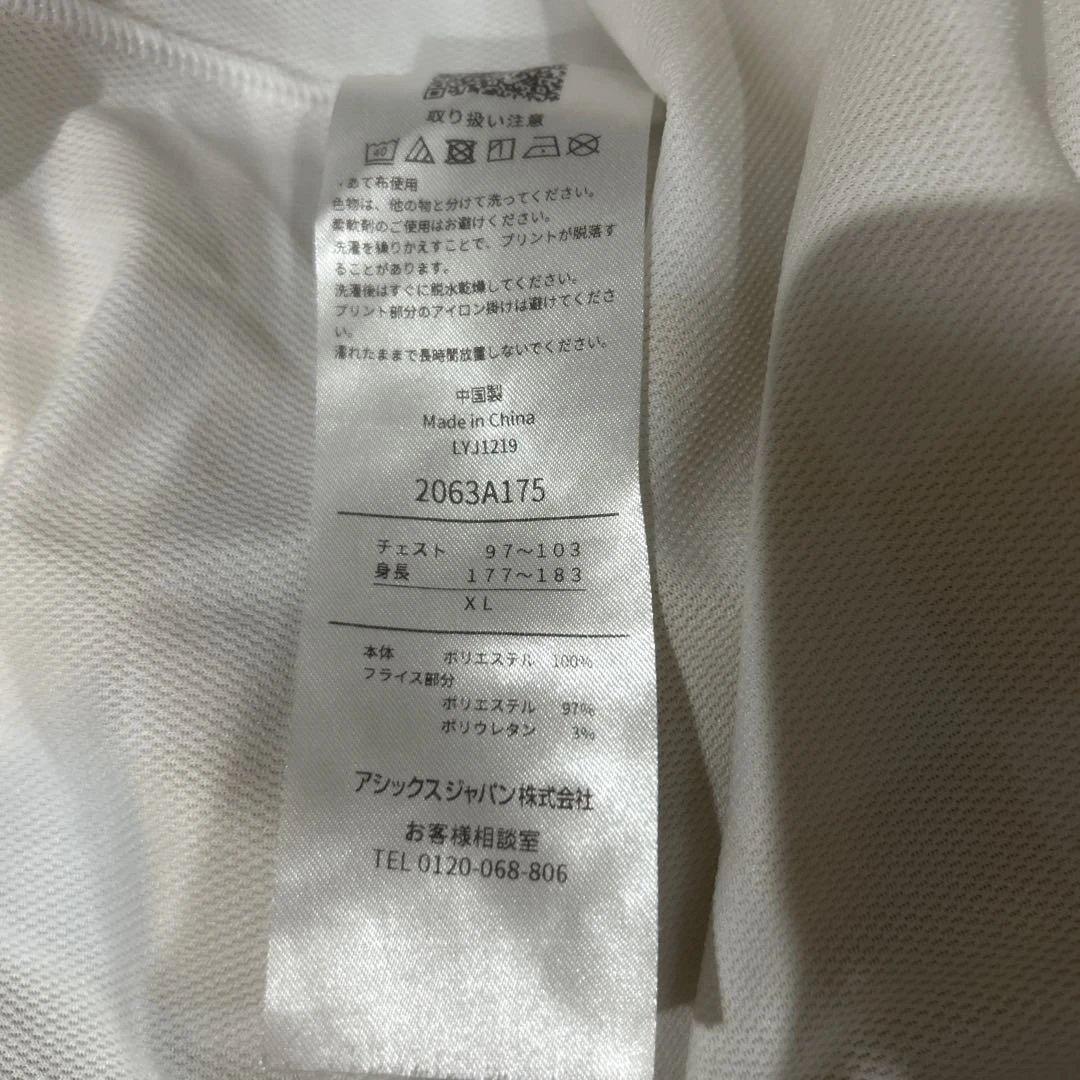 取り扱い注意
40
・あて布使用
色物は、他の物と分けて洗ってください。
柔軟剤のご使用はお避けください。
洗濯を繰りかえすことで、プリントが脱落す
ることがあります。
洗濯後はすぐに脱水乾燥してください。
プリント部分のアイロン掛けは避けてくださ
い。
濡れたままで長時間放置しないでください。
中国製
Made in China
LYJ1219
2063A175
チェスト 97～103
身長 177～183
XL
本体 ポリエステル 100%
フライス部分
ポリエステル 97%
ポリウレタン 3%
アシックスジャパン株式会社
お客様相談室
TEL 0120-068-806